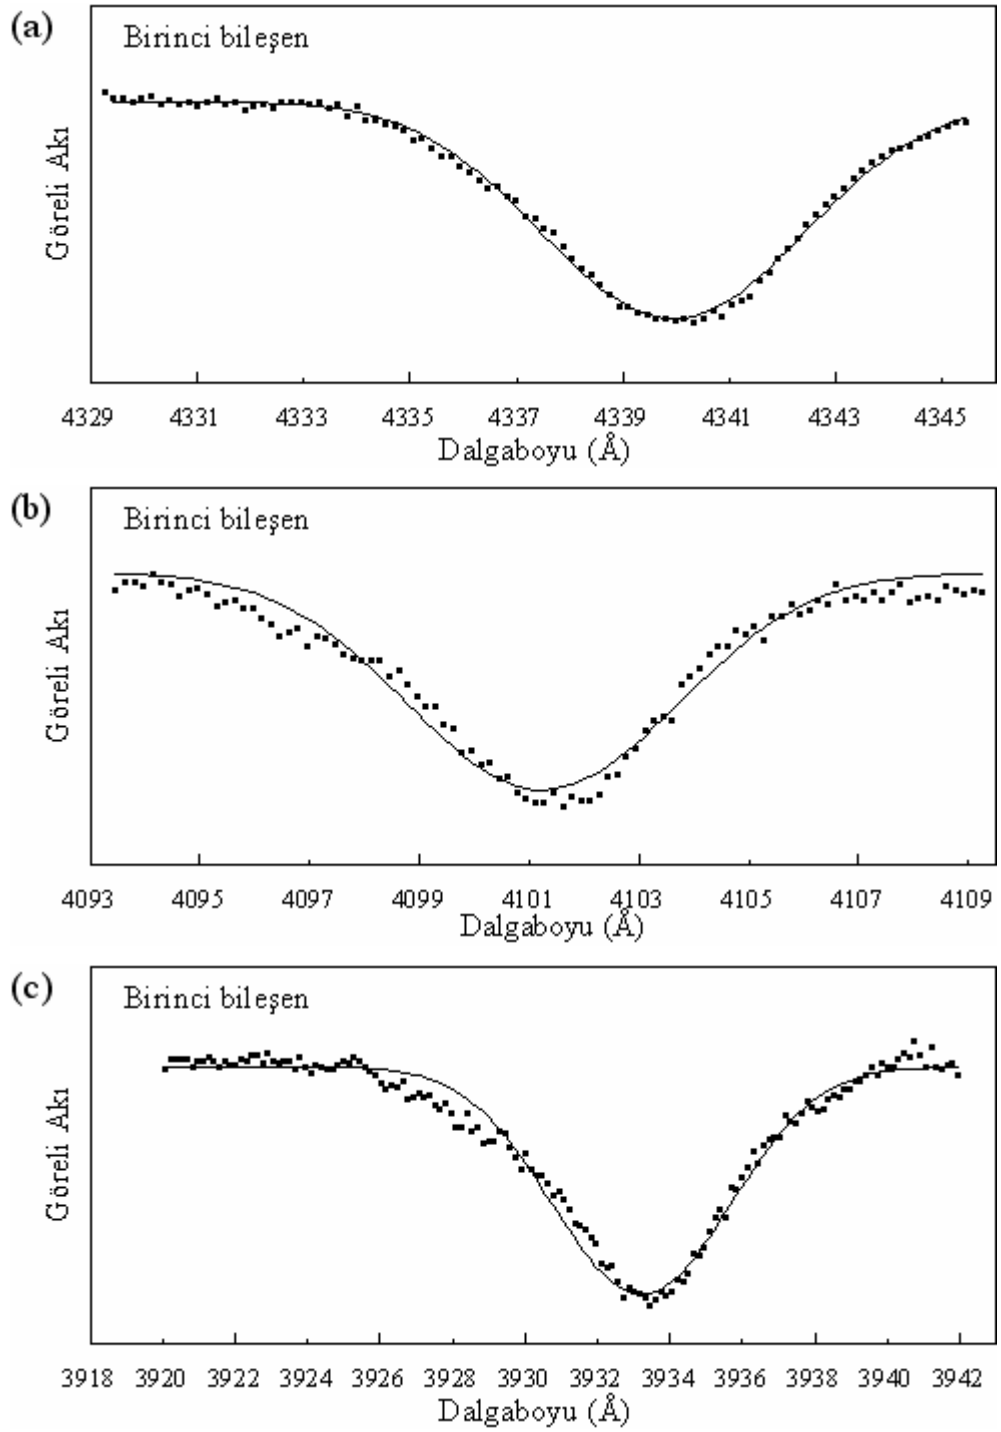 (a)
Birinci bileşen
Göreli Akı
4329 4331 4333 4335 4337 4339 4341 4343 4345
Dalgaboyu (Å)
(b)
Birinci bileşen
Göreli Akı
4093 4095 4097 4099 4101 4103 4105 4107 4109
Dalgaboyu (Å)
(c)
Birinci bileşen
Göreli Akı
3918 3920 3922 3924 3926 3928 3930 3932 3934 3936 3938 3940 3942
Dalgaboyu (Å)